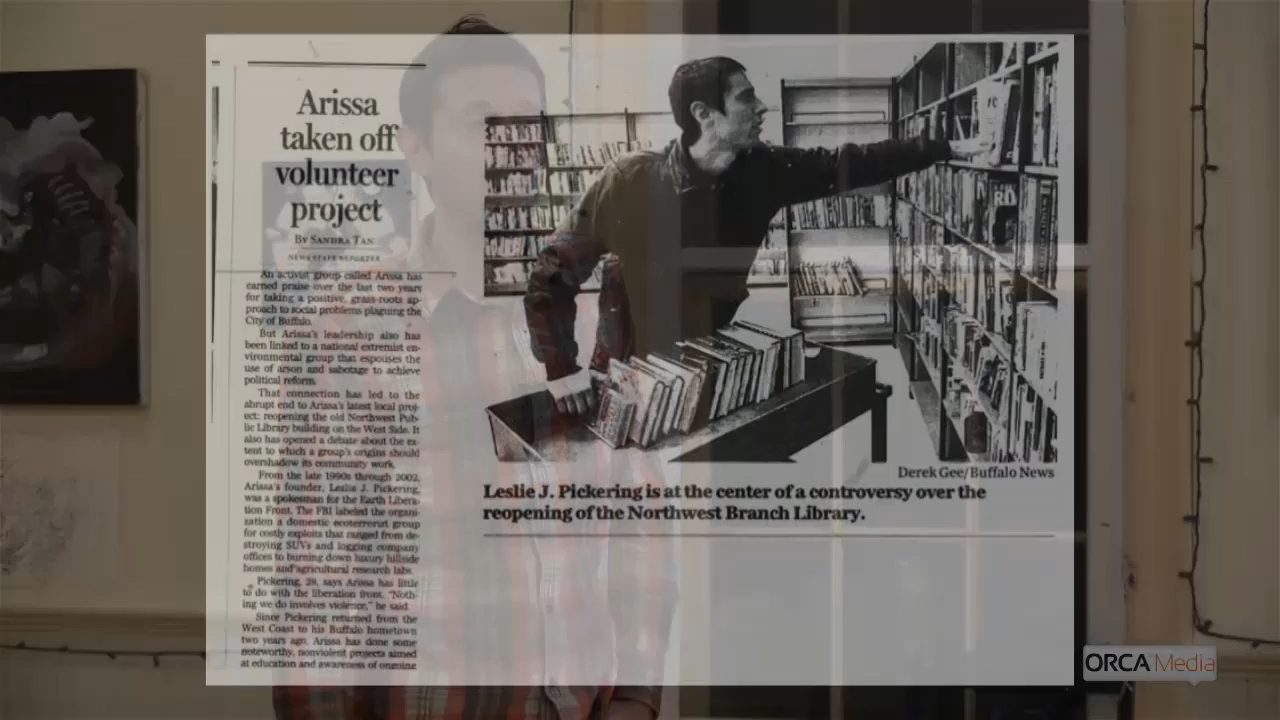 Arissa
taken off
volunteer
project
By SANDRA TAN
NEWS STAFF REPORTER
An activist group called Arissa has
earned praise over the last two years
for taking a positive, grass-roots ap-
proach to social problems plaguing the
City of Buffalo.
But Arissa's leadership also has
been linked to a national extremist en-
vironmental group that espouses the
use of arson and sabotage to achieve
political reform.
That connection has led to the
abrupt end to Arissa's latest local proj-
ect: reopening the old Northwest Pub-
lic Library building on the West Side. It
also has opened a debate about the ex-
tent to which a group's origins should
overshadow its community work.
From the late 1990s through 2002,
Arissa's founder, Leslie J. Pickering,
was a spokesman for the Earth Libera-
tion Front. The FBI labeled the organi-
zation a domestic ecoterrorist group
for costly exploits that ranged from de-
stroying SUVs and logging company
offices to burning down luxury hillside
homes and agricultural research labs.
Pickering, 28, says Arissa has little
to do with the liberation front. "Noth-
ing we do involves violence," he said.
Since Pickering returned from the
West Coast to his Buffalo hometown
two years ago, Arissa has done some
noteworthy, nonviolent projects aimed
at education and awareness of ongoing
Derek Gee/Buffalo News
Leslie J. Pickering is at the center of a controversy over the
reopening of the Northwest Branch Library.
ORCA Media